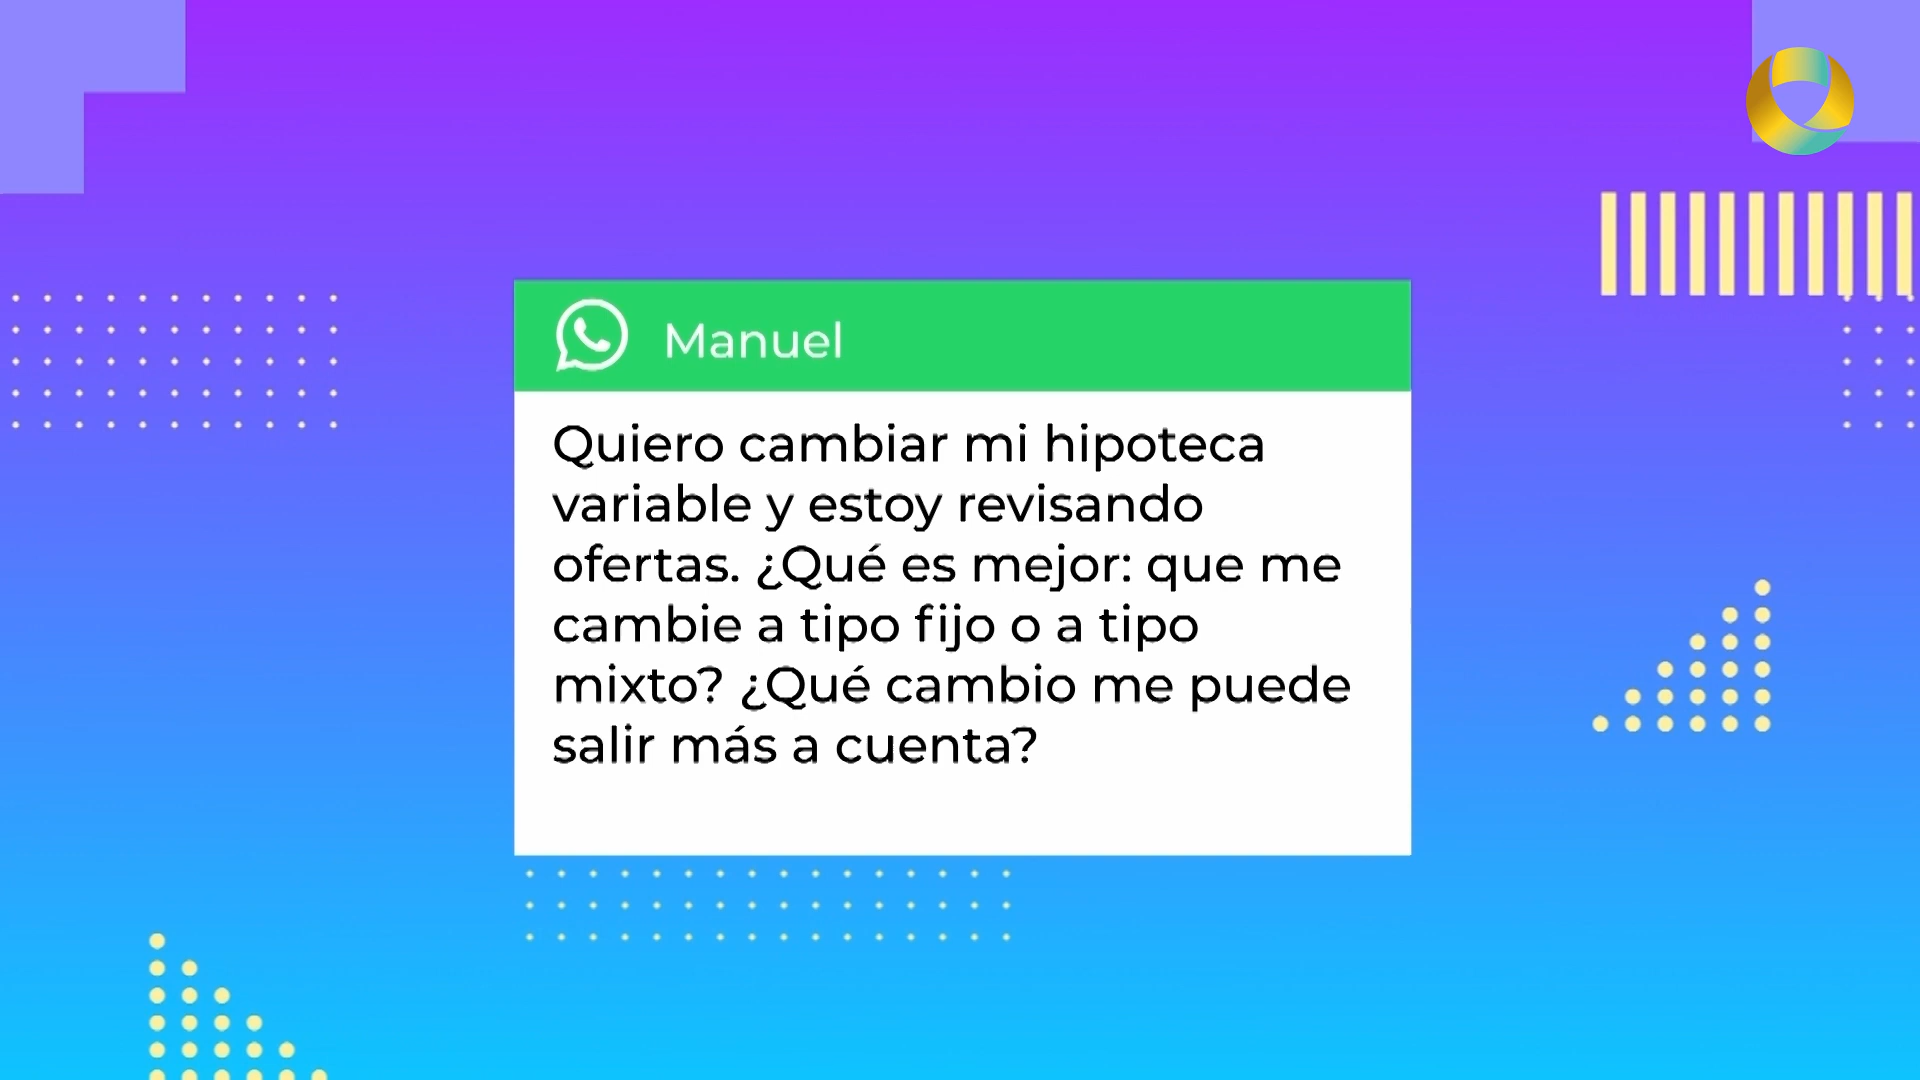 Manuel
Quiero cambiar mi hipoteca
variable y estoy revisando
ofertas. ¿Qué es mejor: que me
cambie a tipo fijo o a tipo
mixto? ¿Qué cambio me puede
salir más a cuenta?